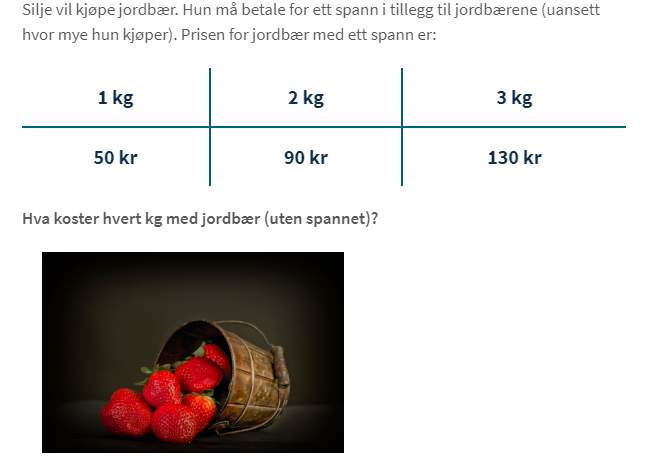 Silje vil kjøpe jordbær. Hun må betale for ett spann i tillegg til jordbærene (uansett
hvor mye hun kjøper). Prisen for jordbær med ett spann er:
1 kg 2 kg 3 kg
50 kr 90 kr 130 kr
Hva koster hvert kg med jordbær (uten spannet)?